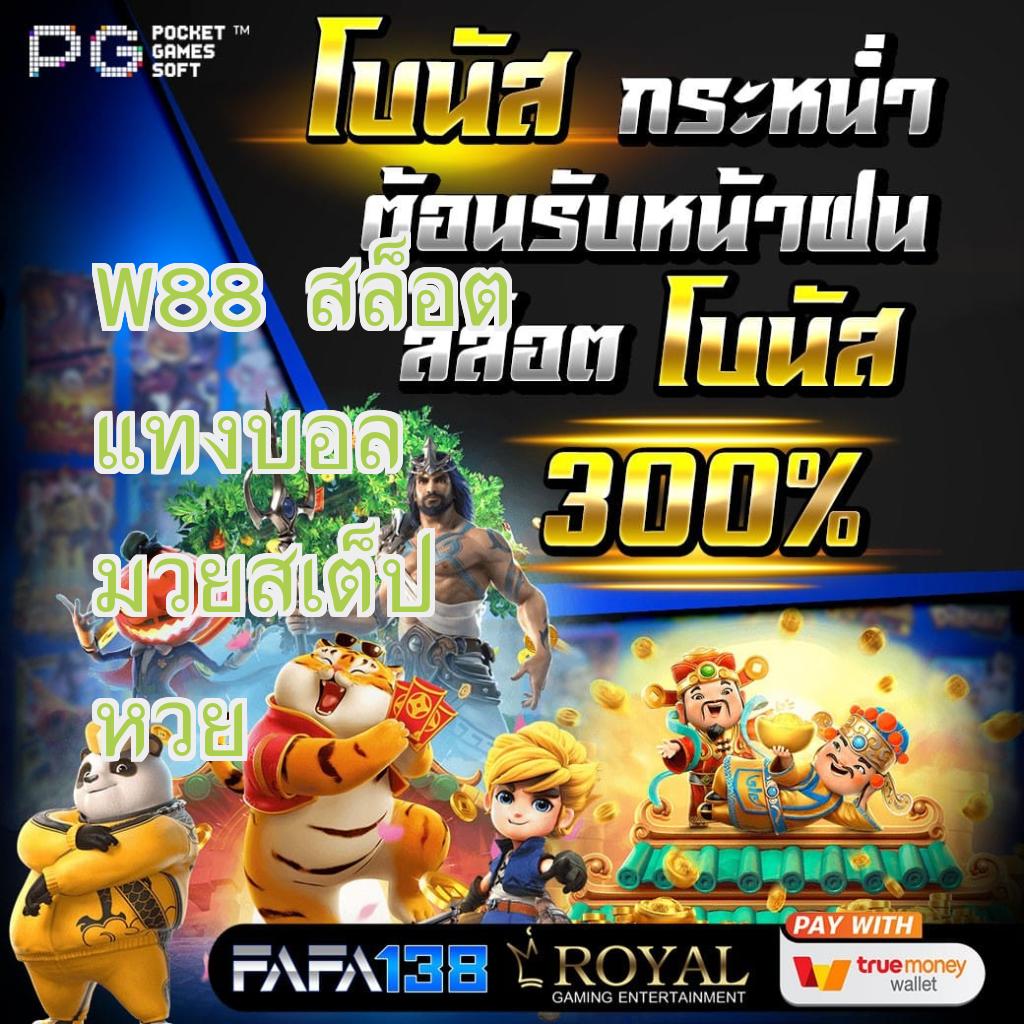 PG POCKET GAMES SOFT ™
โบนัส กระหน่ำ
ต้อนรับหน้าฝน
สล็อต โบนัส
300%
W88 สล็อต
แทงบอล
มวยสเต็ป
หวย
FAFA138
ROYAL
GAMING ENTERTAINMENT
PAY WITH
truemoney
wallet